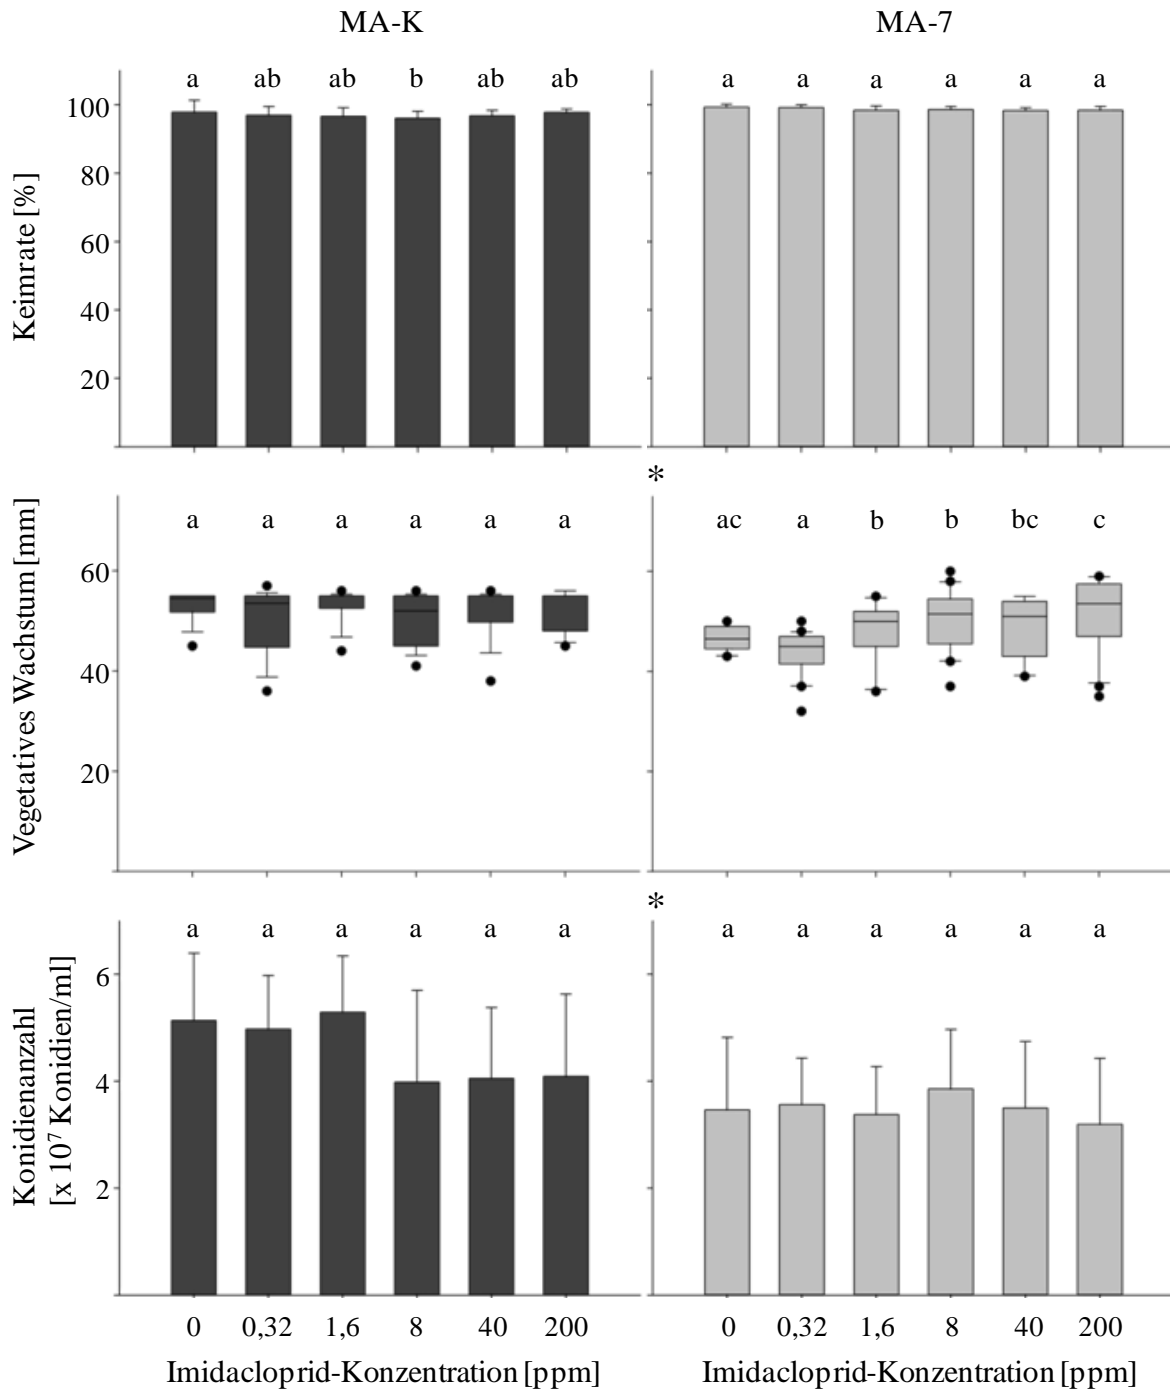 MA-K MA-7
a ab ab b ab ab a a a a a a
100
80
60
40
20
Keimrate [%]
*
a a a a a a ac a b b bc c
60
40
20
Vegetatives Wachstum [mm]
*
a a a a a a a a a a a a
6
4
2
Konidienanzahl
[x 10⁷ Konidien/ml]
0 0,32 1,6 8 40 200 0 0,32 1,6 8 40 200
Imidacloprid-Konzentration [ppm] Imidacloprid-Konzentration [ppm]